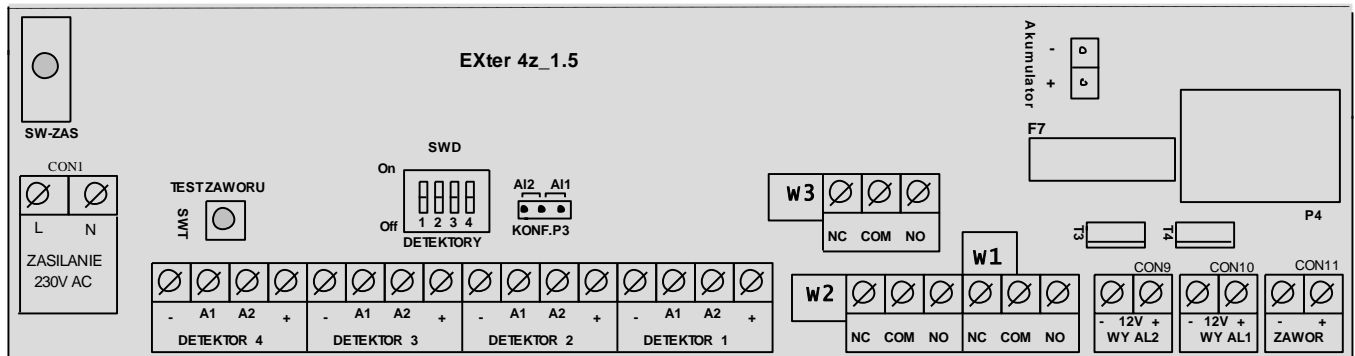 EXter 4z_1.5
Akumulator
-
+
SW-ZAS
F7
P4
CON1
L N
ZASILANIE
230V AC
TEST ZAWORU
SWT
SWD
On
Off
1 2 3 4
DETEKTORY
AI2 AI1
KONF.P3
W3
NC COM NO
T3
T4
W1
W2
NC COM NO NC COM NO
CON9
- 12V +
WY AL2
CON10
- 12V +
WY AL1
CON11
- +
ZAWOR
- A1 A2 +
DETEKTOR 4
- A1 A2 +
DETEKTOR 3
- A1 A2 +
DETEKTOR 2
- A1 A2 +
DETEKTOR 1